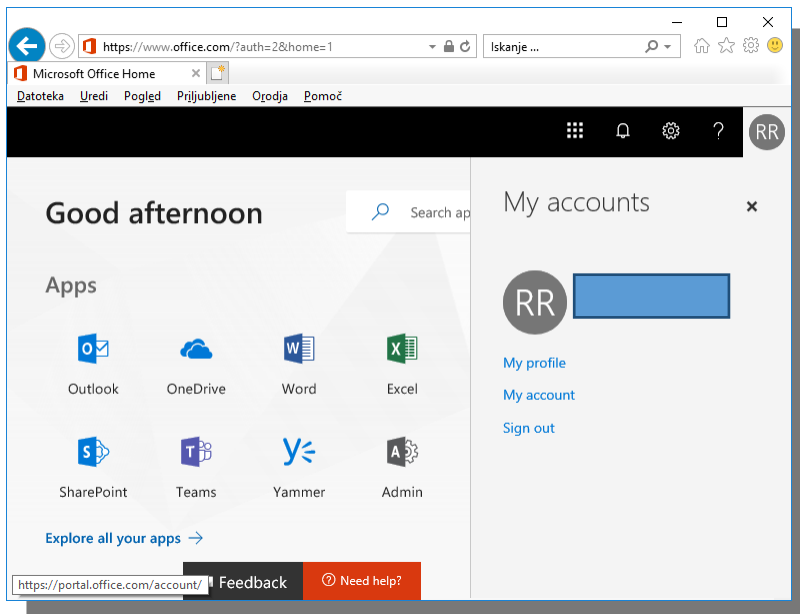 https://www.office.com/?auth=2&home=1
Iskanje ...
Microsoft Office Home
Datoteka Uredi Pogled Priljubljene Orodja Pomoč
RR
Good afternoon
Search ap
My accounts
RR
Apps
My profile
My account
Sign out
Outlook OneDrive Word Excel
SharePoint Teams Yammer Admin
Explore all your apps
https://portal.office.com/account/
Feedback
Need help?